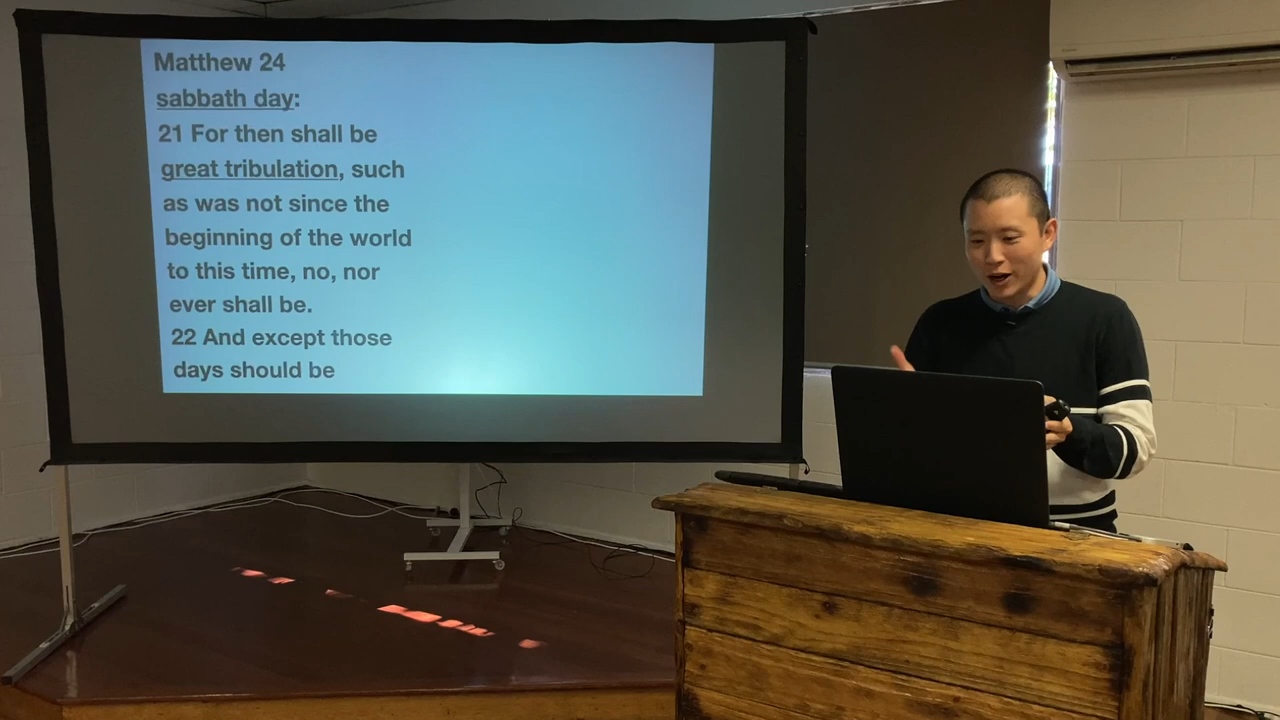 Matthew 24
sabbath day:
21 For then shall be
great tribulation, such
as was not since the
beginning of the world
to this time, no, nor
ever shall be.
22 And except those
days should be